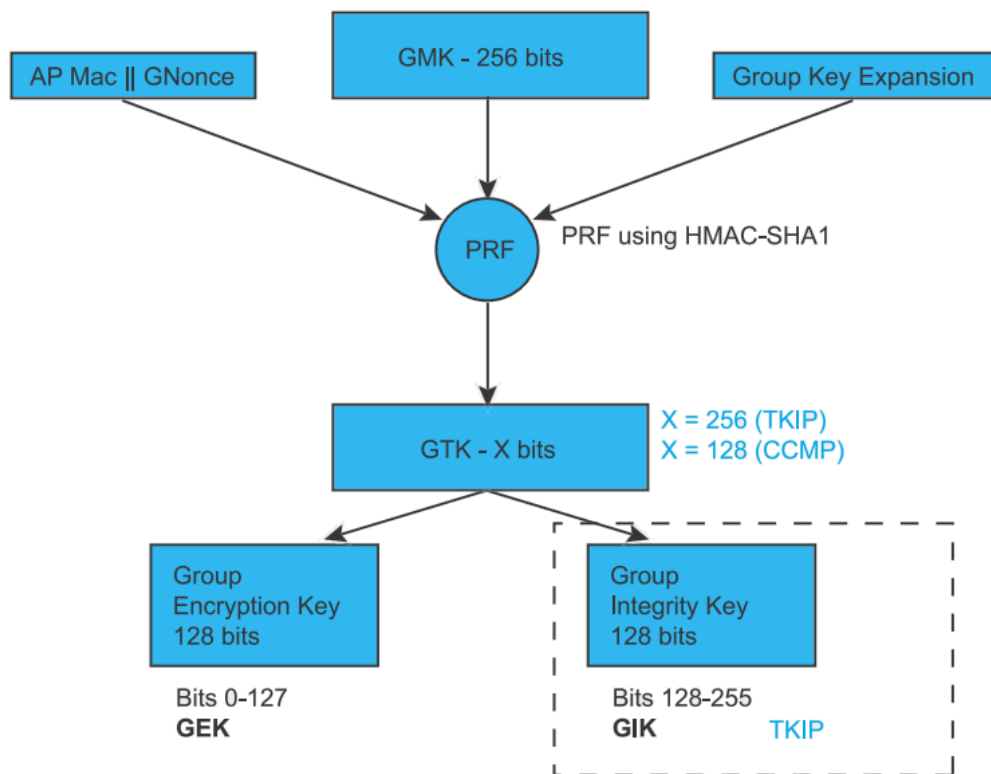 AP Mac || GNonce
GMK - 256 bits
Group Key Expansion
PRF
PRF using HMAC-SHA1
GTK - X bits
X = 256 (TKIP)
X = 128 (CCMP)
Group
Encryption Key
128 bits
Group
Integrity Key
128 bits
Bits 0-127
GEK
Bits 128-255
GIK
TKIP